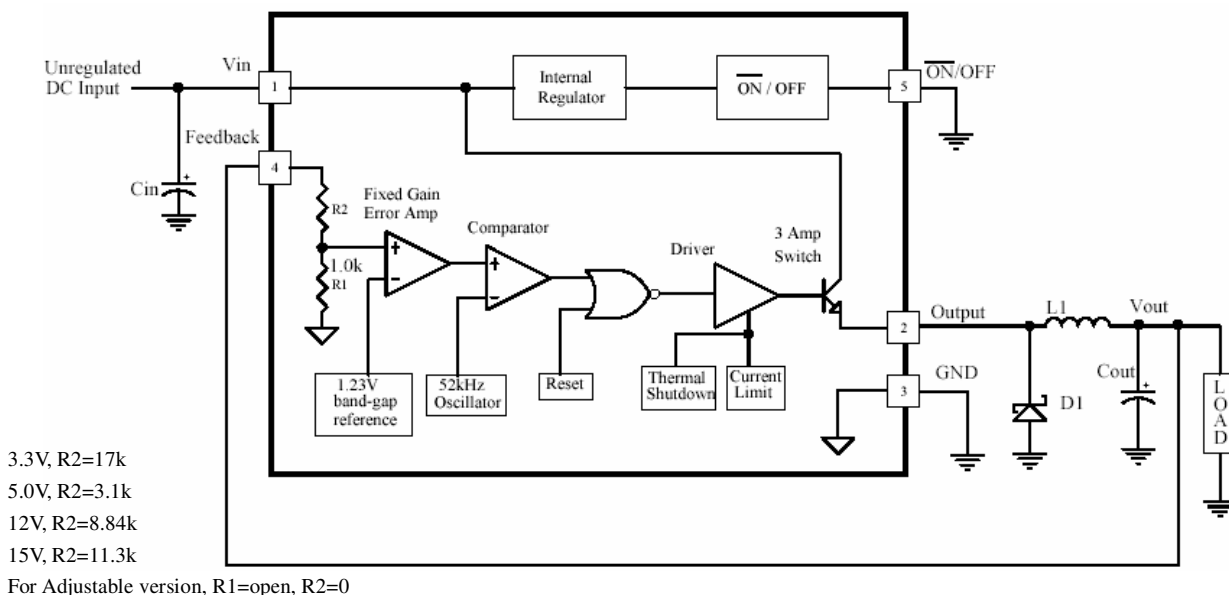 Unregulated
DC Input
Vin
1
Internal
Regulator
ON / OFF
5
ON/OFF
Feedback
4
Cin
+
R2
Fixed Gain
Error Amp
Comparator
Driver
3 Amp
Switch
1.0k
R1
+
−
+
−
2
Output
L1
Vout
1.23V
band-gap
reference
52kHz
Oscillator
Reset
Thermal
Shutdown
Current
Limit
3
GND
D1
Cout
+
LOAD
3.3V, R2=17k
5.0V, R2=3.1k
12V, R2=8.84k
15V, R2=11.3k
For Adjustable version, R1=open, R2=0